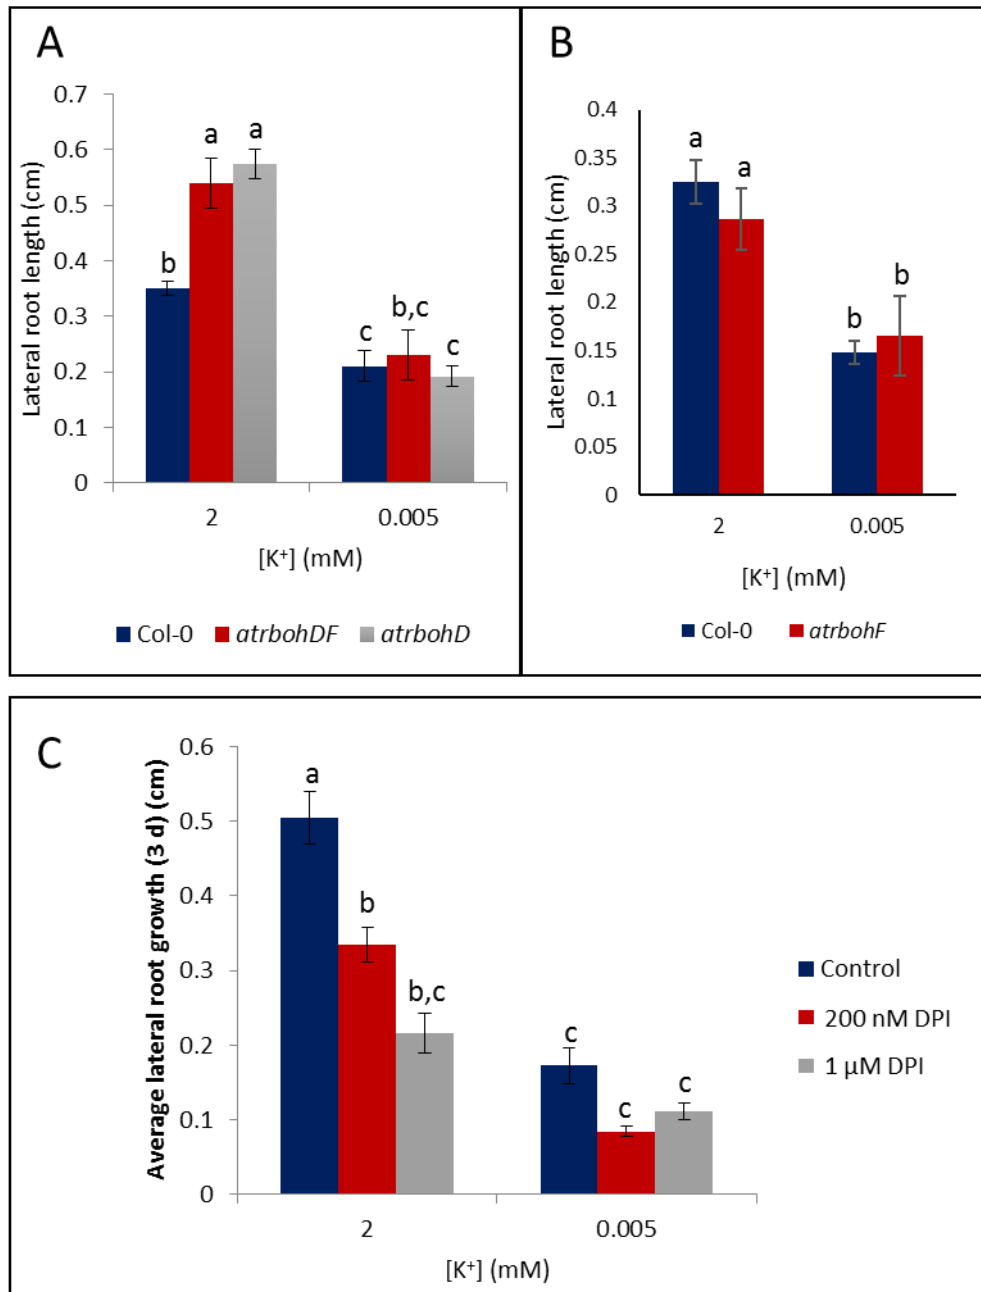 A
0.7
0.6
0.5
0.4
0.3
0.2
0.1
0
Lateral root length (cm)
a a
b
b,c
c c
2 0.005
[K⁺] (mM)
Col-0 atrbohDF atrbohD
B
0.4
0.35
0.3
0.25
0.2
0.15
0.1
0.05
0
Lateral root length (cm)
a a
b b
2 0.005
[K⁺] (mM)
Col-0 atrbohF
C
0.6
0.5
0.4
0.3
0.2
0.1
0
Average lateral root growth (3 d) (cm)
a
b
b,c
c
c c
2 0.005
[K⁺] (mM)
Control
200 nM DPI
1 µM DPI